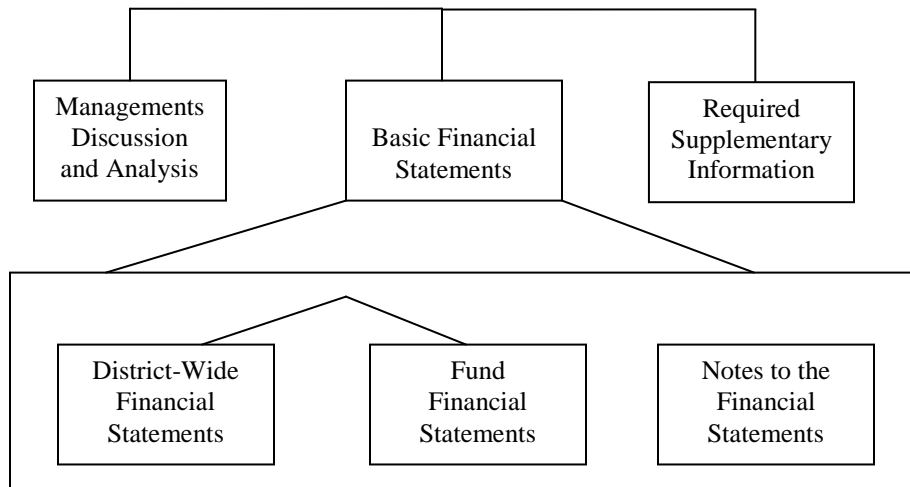 Managements
Discussion
and Analysis
Basic Financial
Statements
Required
Supplementary
Information
District-Wide
Financial
Statements
Fund
Financial
Statements
Notes to the
Financial
Statements